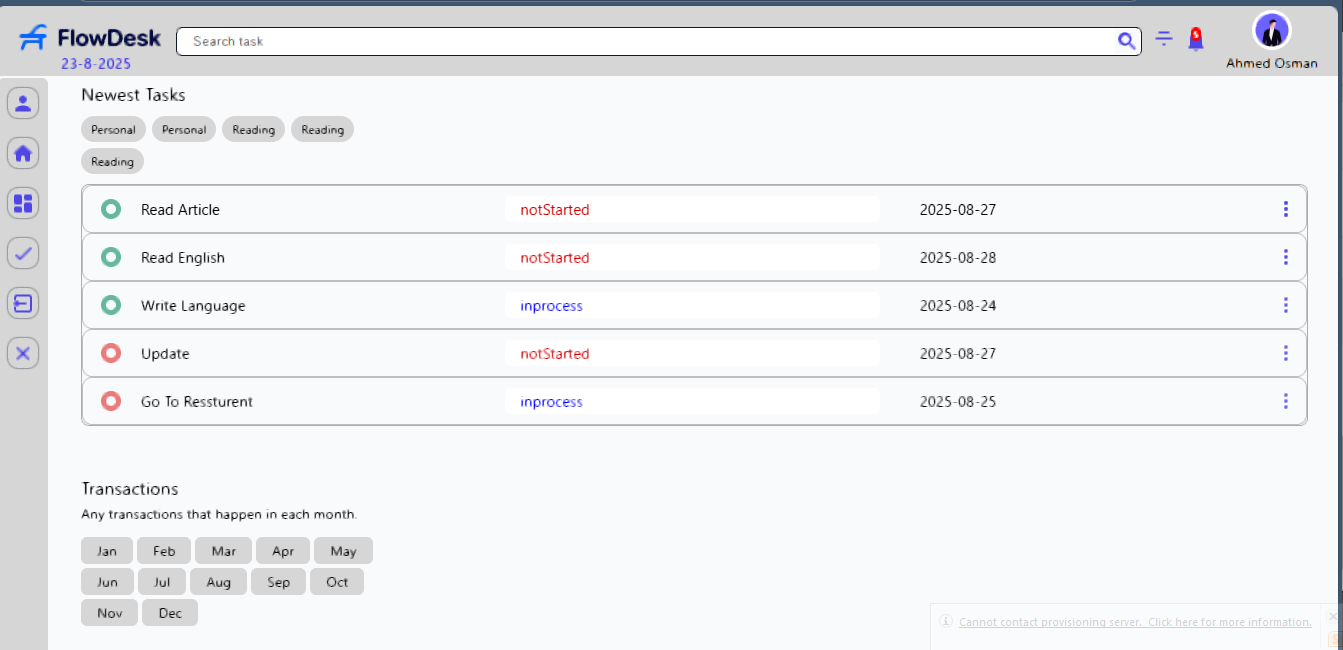 FlowDesk
23-8-2025
Search task
Ahmed Osman
Newest Tasks
Personal Personal Reading Reading
Reading
Read Article notStarted 2025-08-27
Read English notStarted 2025-08-28
Write Language inprocess 2025-08-24
Update notStarted 2025-08-27
Go To Ressturent inprocess 2025-08-25
Transactions
Any transactions that happen in each month.
Jan Feb Mar Apr May
Jun Jul Aug Sep Oct
Nov Dec
Cannot contact provisioning server. Click here for more information.